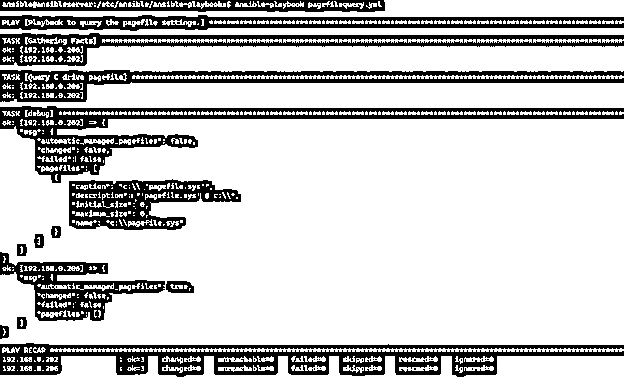 ansible@ansibleserver:/etc/ansible/ansible-playbooks$ ansible-playbook pagefilequery.yml
PLAY [Playbook to query the pagefile settings.] ****
TASK [Gathering Facts] ****
ok: [192.168.0.206]
ok: [192.168.0.202]
TASK [Query C drive pagefile] ****
ok: [192.168.0.206]
ok: [192.168.0.202]
TASK [debug] ****
ok: [192.168.0.202] => {
"msg": {
"automatic_managed_pagefiles": false,
"changed": false,
"failed": false,
"pagefiles": [
{
"caption": "c:\\ 'pagefile.sys'",
"description": "'pagefile.sys' @ c:\\",
"initial_size": 0,
"maximum_size": 0,
"name": "c:\\pagefile.sys"
}
]
}
}
ok: [192.168.0.206] => {
"msg": {
"automatic_managed_pagefiles": true,
"changed": false,
"failed": false,
"pagefiles": []
}
}
PLAY RECAP ****
192.168.0.202 : ok=3 changed=0 unreachable=0 failed=0 skipped=0 rescued=0 ignored=0
192.168.0.206 : ok=3 changed=0 unreachable=0 failed=0 skipped=0 rescued=0 ignored=0